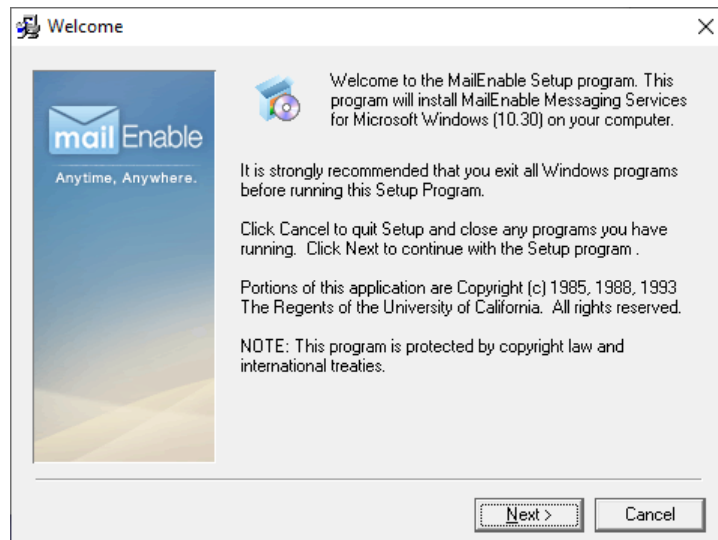 Welcome
mail Enable
Anytime, Anywhere.
Welcome to the MailEnable Setup program. This
program will install MailEnable Messaging Services
for Microsoft Windows (10.30) on your computer.
It is strongly recommended that you exit all Windows programs
before running this Setup Program.
Click Cancel to quit Setup and close any programs you have
running. Click Next to continue with the Setup program .
Portions of this application are Copyright (c) 1985, 1988, 1993
The Regents of the University of California. All rights reserved.
NOTE: This program is protected by copyright law and
international treaties.
Next >
Cancel